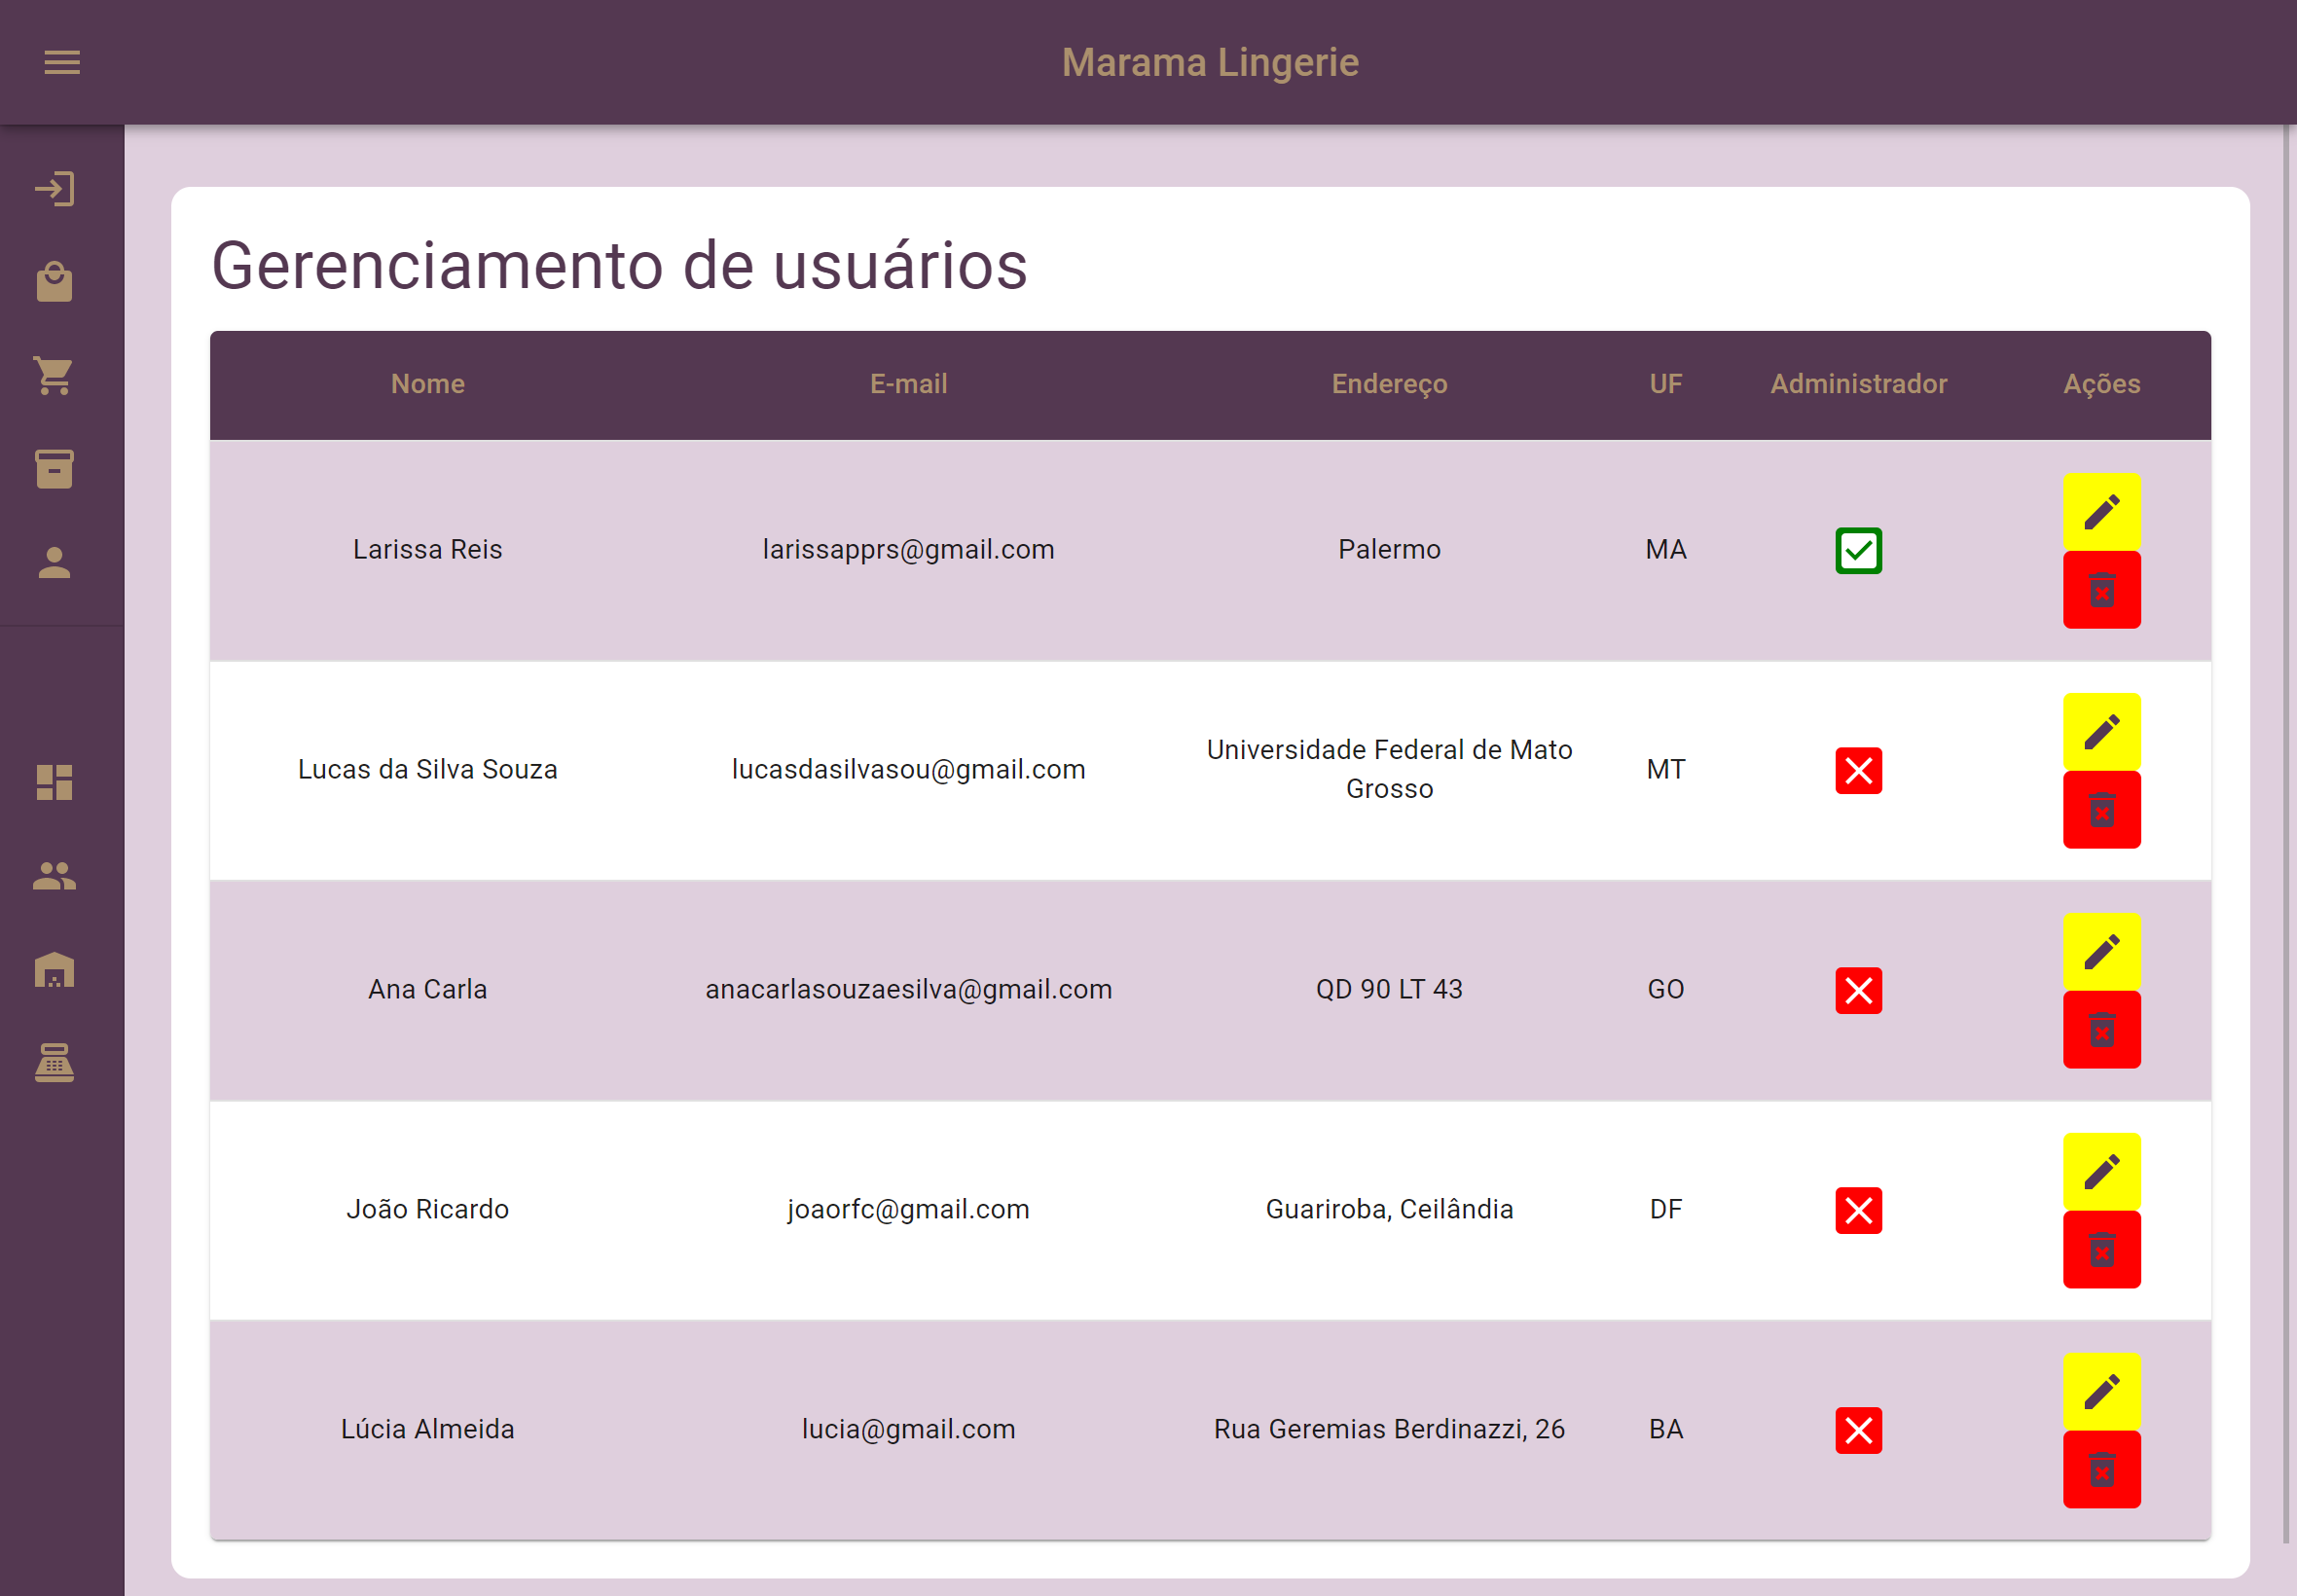 Marama Lingerie
Gerenciamento de usuários
Nome E-mail Endereço UF Administrador Ações
Larissa Reis larissapprs@gmail.com Palermo MA
Lucas da Silva Souza lucasdasilvasou@gmail.com Universidade Federal de Mato Grosso MT
Ana Carla anacarlasouzaesilva@gmail.com QD 90 LT 43 GO
João Ricardo joaorfc@gmail.com Guariroba, Ceilândia DF
Lúcia Almeida lucia@gmail.com Rua Geremias Berdinazzi, 26 BA